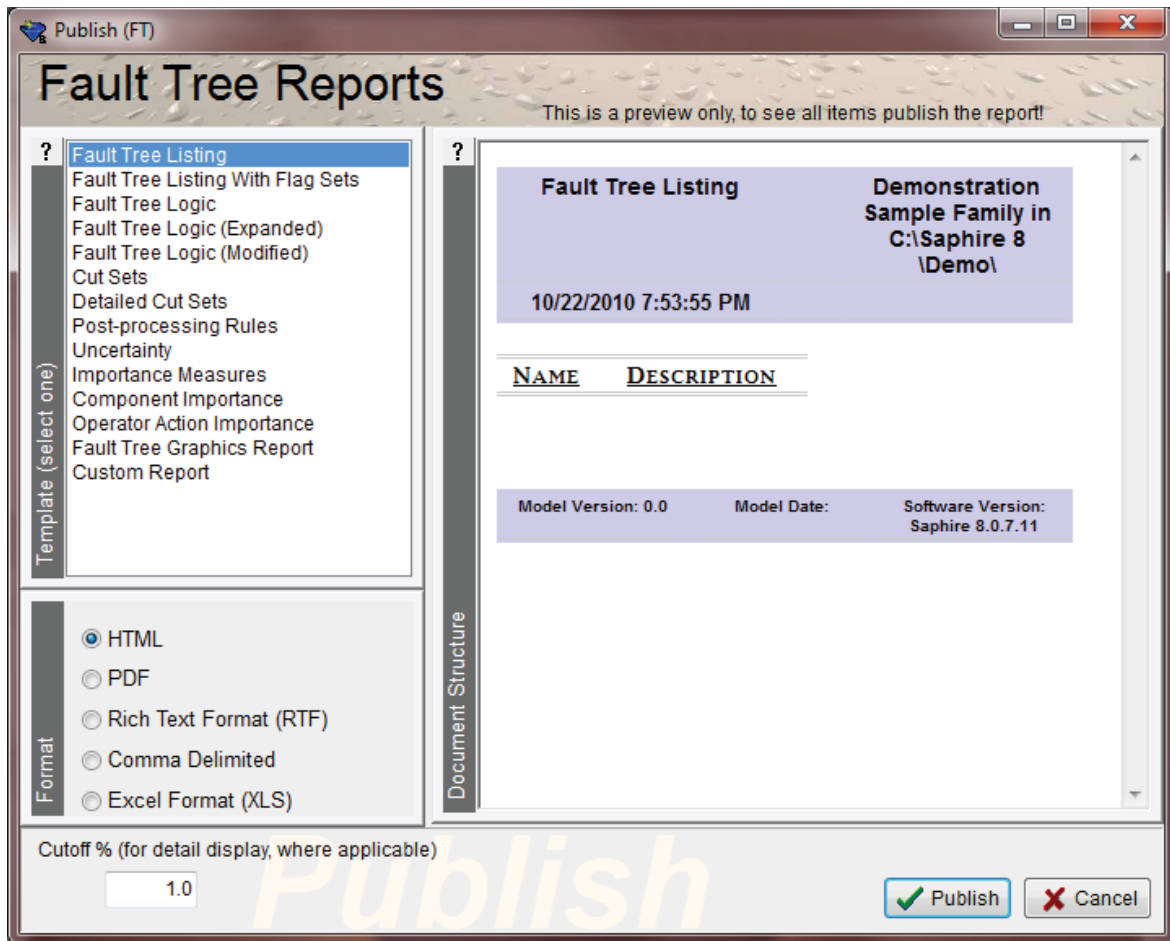 Publish (FT)
Fault Tree Reports
This is a preview only, to see all items publish the report!
?
Template (select one)
Fault Tree Listing
Fault Tree Listing With Flag Sets
Fault Tree Logic
Fault Tree Logic (Expanded)
Fault Tree Logic (Modified)
Cut Sets
Detailed Cut Sets
Post-processing Rules
Uncertainty
Importance Measures
Component Importance
Operator Action Importance
Fault Tree Graphics Report
Custom Report
Format
HTML
PDF
Rich Text Format (RTF)
Comma Delimited
Excel Format (XLS)
?
Document Structure
Fault Tree Listing
Demonstration
Sample Family in
C:\Saphire 8
\Demo\
10/22/2010 7:53:55 PM
NAME DESCRIPTION
Model Version: 0.0 Model Date: Software Version:
Saphire 8.0.7.11
Cutoff % (for detail display, where applicable)
1.0
Publish
Publish
Cancel